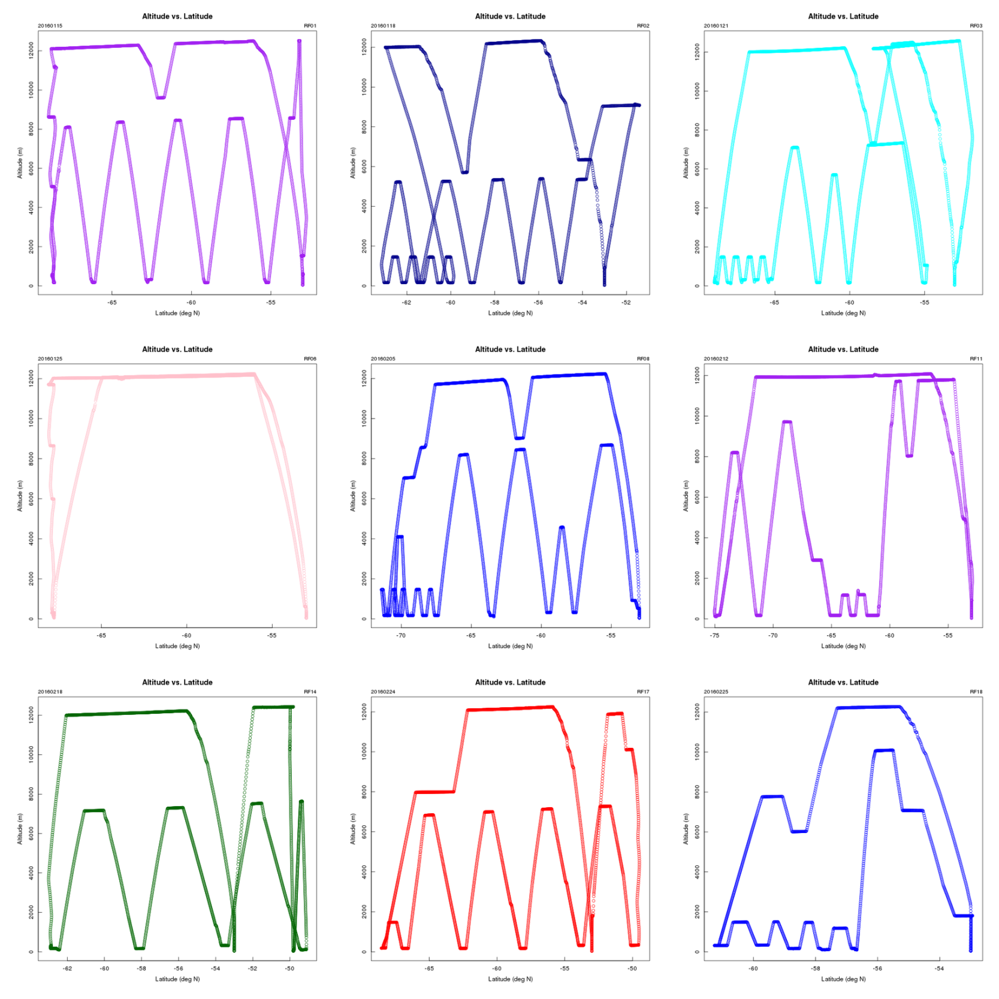 Altitude vs. Latitude
20160115 RF01
12000
10000
8000
6000
4000
2000
0
Altitude (m)
-65 -60 -55
Latitude (deg N)
Altitude vs. Latitude
20160118 RF02
12000
10000
8000
6000
4000
2000
0
Altitude (m)
-62 -60 -58 -56 -54 -52
Latitude (deg N)
Altitude vs. Latitude
20160121 RF03
12000
10000
8000
6000
4000
2000
0
Altitude (m)
-65 -60 -55
Latitude (deg N)
Altitude vs. Latitude
20160125 RF06
12000
10000
8000
6000
4000
2000
0
Altitude (m)
-65 -60 -55
Latitude (deg N)
Altitude vs. Latitude
20160205 RF08
12000
10000
8000
6000
4000
2000
0
Altitude (m)
-70 -65 -60 -55
Latitude (deg N)
Altitude vs. Latitude
20160212 RF11
12000
10000
8000
6000
4000
2000
0
Altitude (m)
-75 -70 -65 -60 -55
Latitude (deg N)
Altitude vs. Latitude
20160218 RF14
12000
10000
8000
6000
4000
2000
0
Altitude (m)
-62 -60 -58 -56 -54 -52 -50
Latitude (deg N)
Altitude vs. Latitude
20160224 RF17
12000
10000
8000
6000
4000
2000
0
Altitude (m)
-65 -60 -55 -50
Latitude (deg N)
Altitude vs. Latitude
20160225 RF18
12000
10000
8000
6000
4000
2000
0
Altitude (m)
-60 -58 -56 -54
Latitude (deg N)